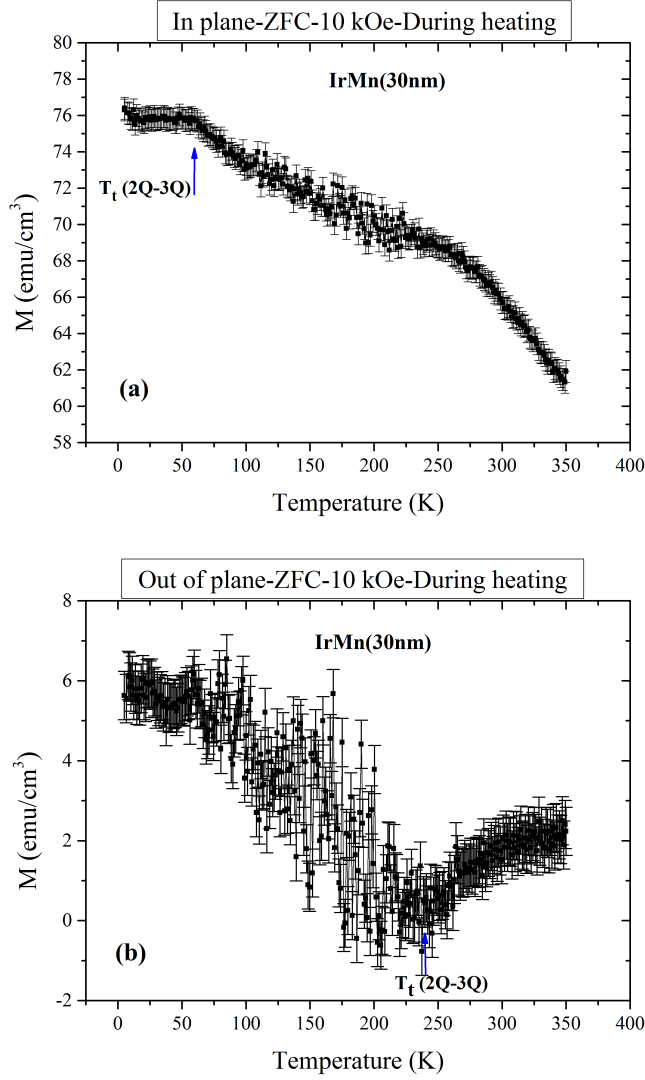 In plane-ZFC-10 kOe-During heating
80
IrMn(30nm)
78
76
74
T_t (2Q-3Q)
72
70
M (emu/cm³)
68
66
64
62
(a)
60
58
0 50 100 150 200 250 300 350 400
Temperature (K)
Out of plane-ZFC-10 kOe-During heating
8
IrMn(30nm)
6
4
M (emu/cm³)
2
0
(b)
T_t (2Q-3Q)
-2
0 50 100 150 200 250 300 350 400
Temperature (K)